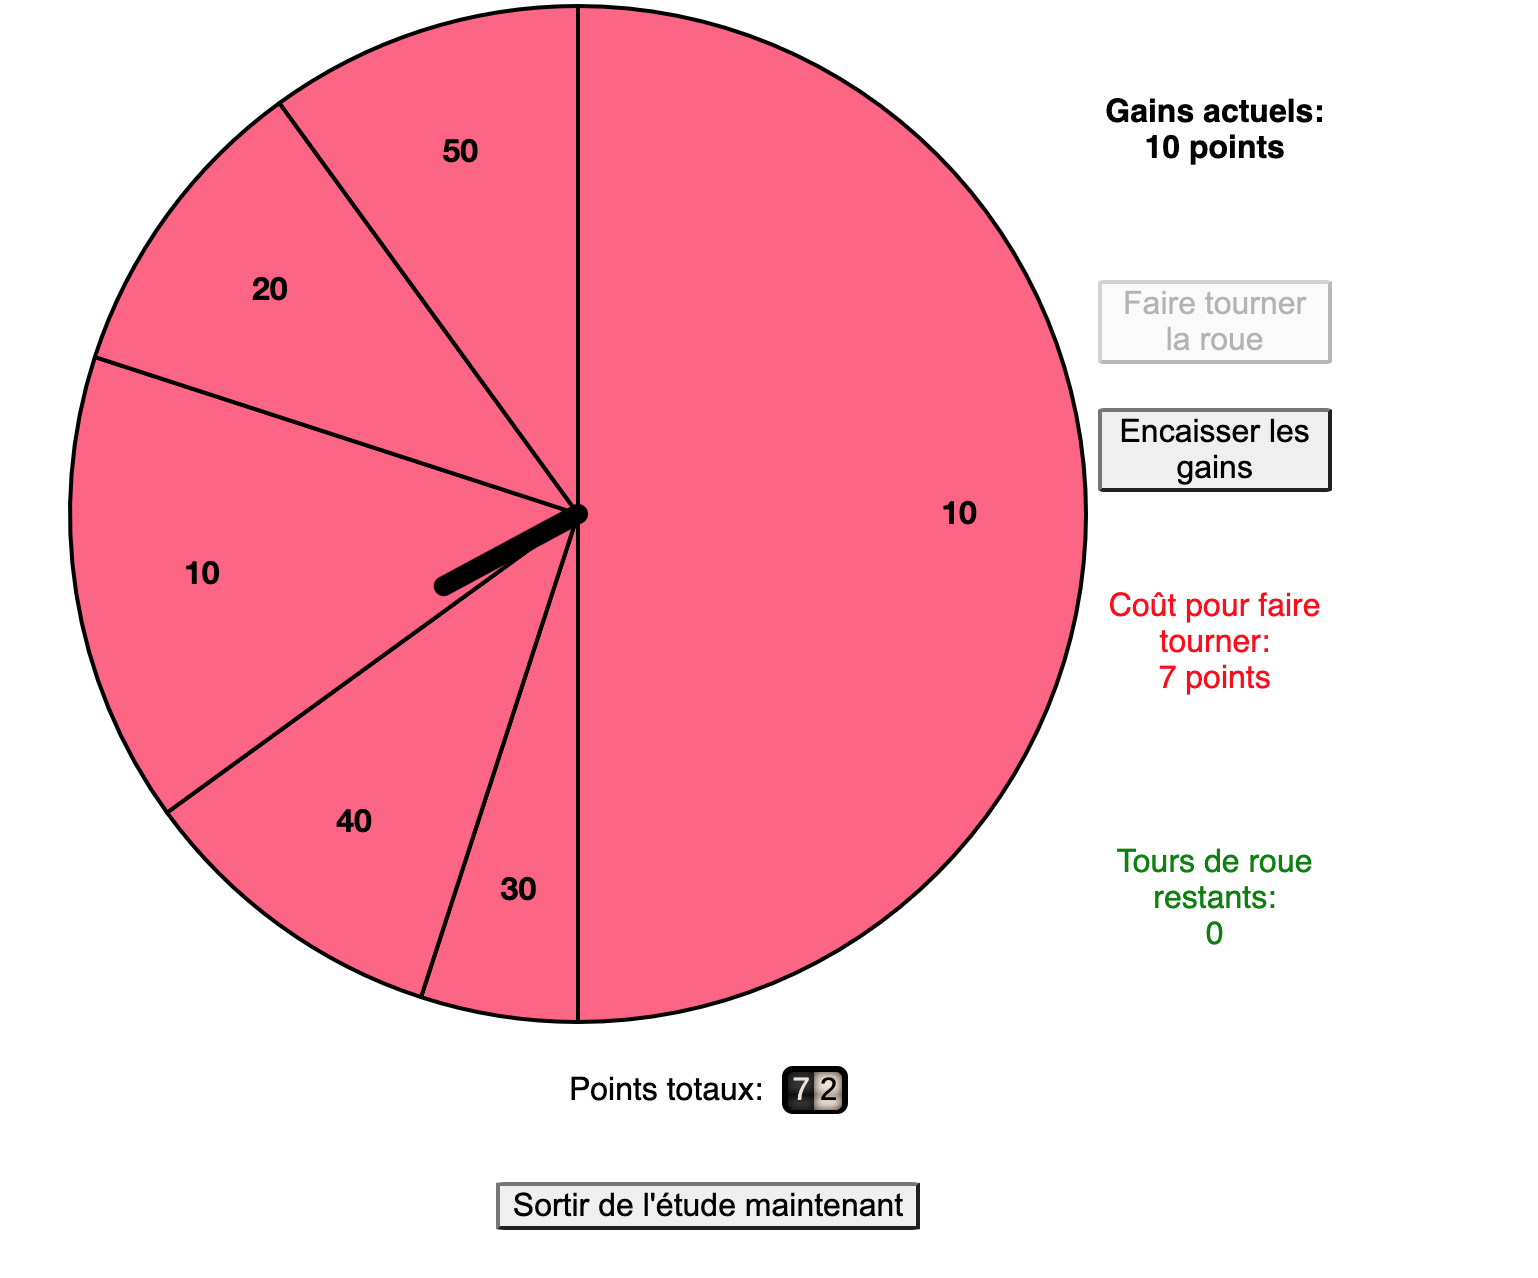 50
20
10
10
40
30
Gains actuels:
10 points
Faire tourner
la roue
Encaisser les
gains
Coût pour faire
tourner:
7 points
Tours de roue
restants:
0
Points totaux: 72
Sortir de l'étude maintenant